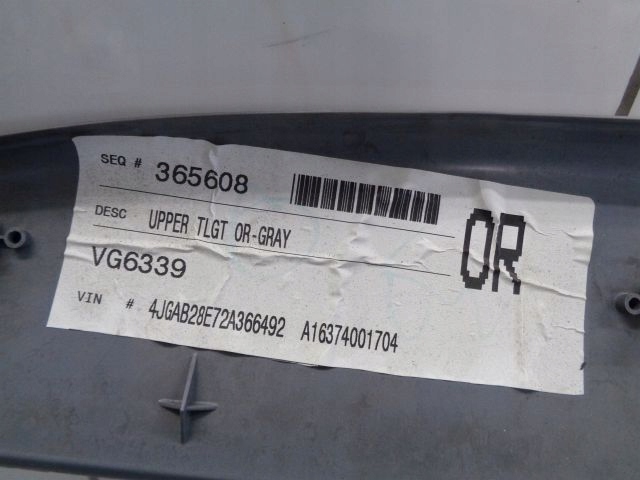 SEQ # 365608
DESC UPPER TLGT OR-GRAY
VG6339
VIN # 4JGAB28E72A366492 A16374001704
OR